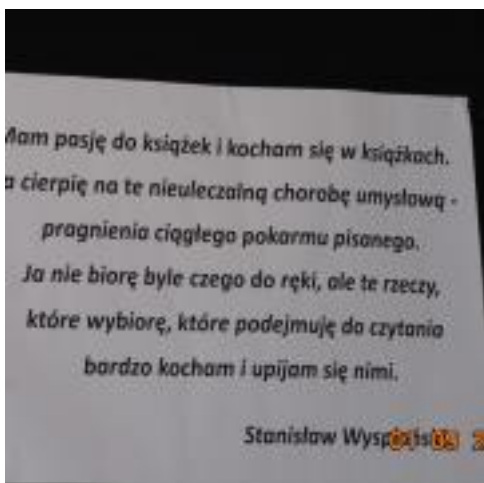 Mam pasję do książek i kocham się w książkach.
a cierpię na te nieuleczalną chorobę umysłową -
pragnienia ciągłego pokarmu pisanego.
Ja nie biorę byle czego do ręki, ale te rzeczy,
które wybiorę, które podejmuję do czytania
bardzo kocham i upijam się nimi.
Stanisław